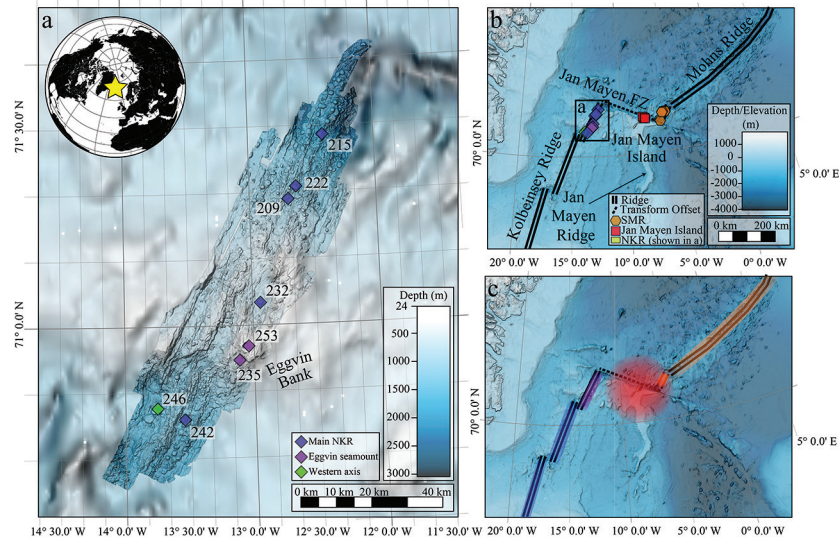 a
71° 30' 0.0" N
71° 0' 0.0" N
215
222
209
232
253
235
Eggvin
Bank
246
242
Depth (m)
24
500
1000
1500
2000
2500
3000
Main NKR
Eggvin seamount
Western axis
0 km 10 km 20 km 40 km
14° 30' 0.0" W
14° 0' 0.0" W
13° 0' 0.0" W
12° 0' 0.0" W
11° 0' 0.0" W
b
70° 0.0' N
Mohns Ridge
Jan Mayen FZ
a
Jan Mayen
Island
Kolbeinsey Ridge
Jan
Mayen
Ridge
Depth/Elevation
(m)
1000
0
-1000
-2000
-3000
-4000
5° 0.0' E
Ridge
Transform Offset
SMR
Jan Mayen Island
NKR (shown in a)
0 km 200 km
20° 0.0' W
15° 0.0' W
10° 0.0' W
5° 0.0' W
0° 0.0' W
c
70° 0.0' N
5° 0.0' E
20° 0.0' W
15° 0.0' W
10° 0.0' W
5° 0.0' W
0° 0.0' W